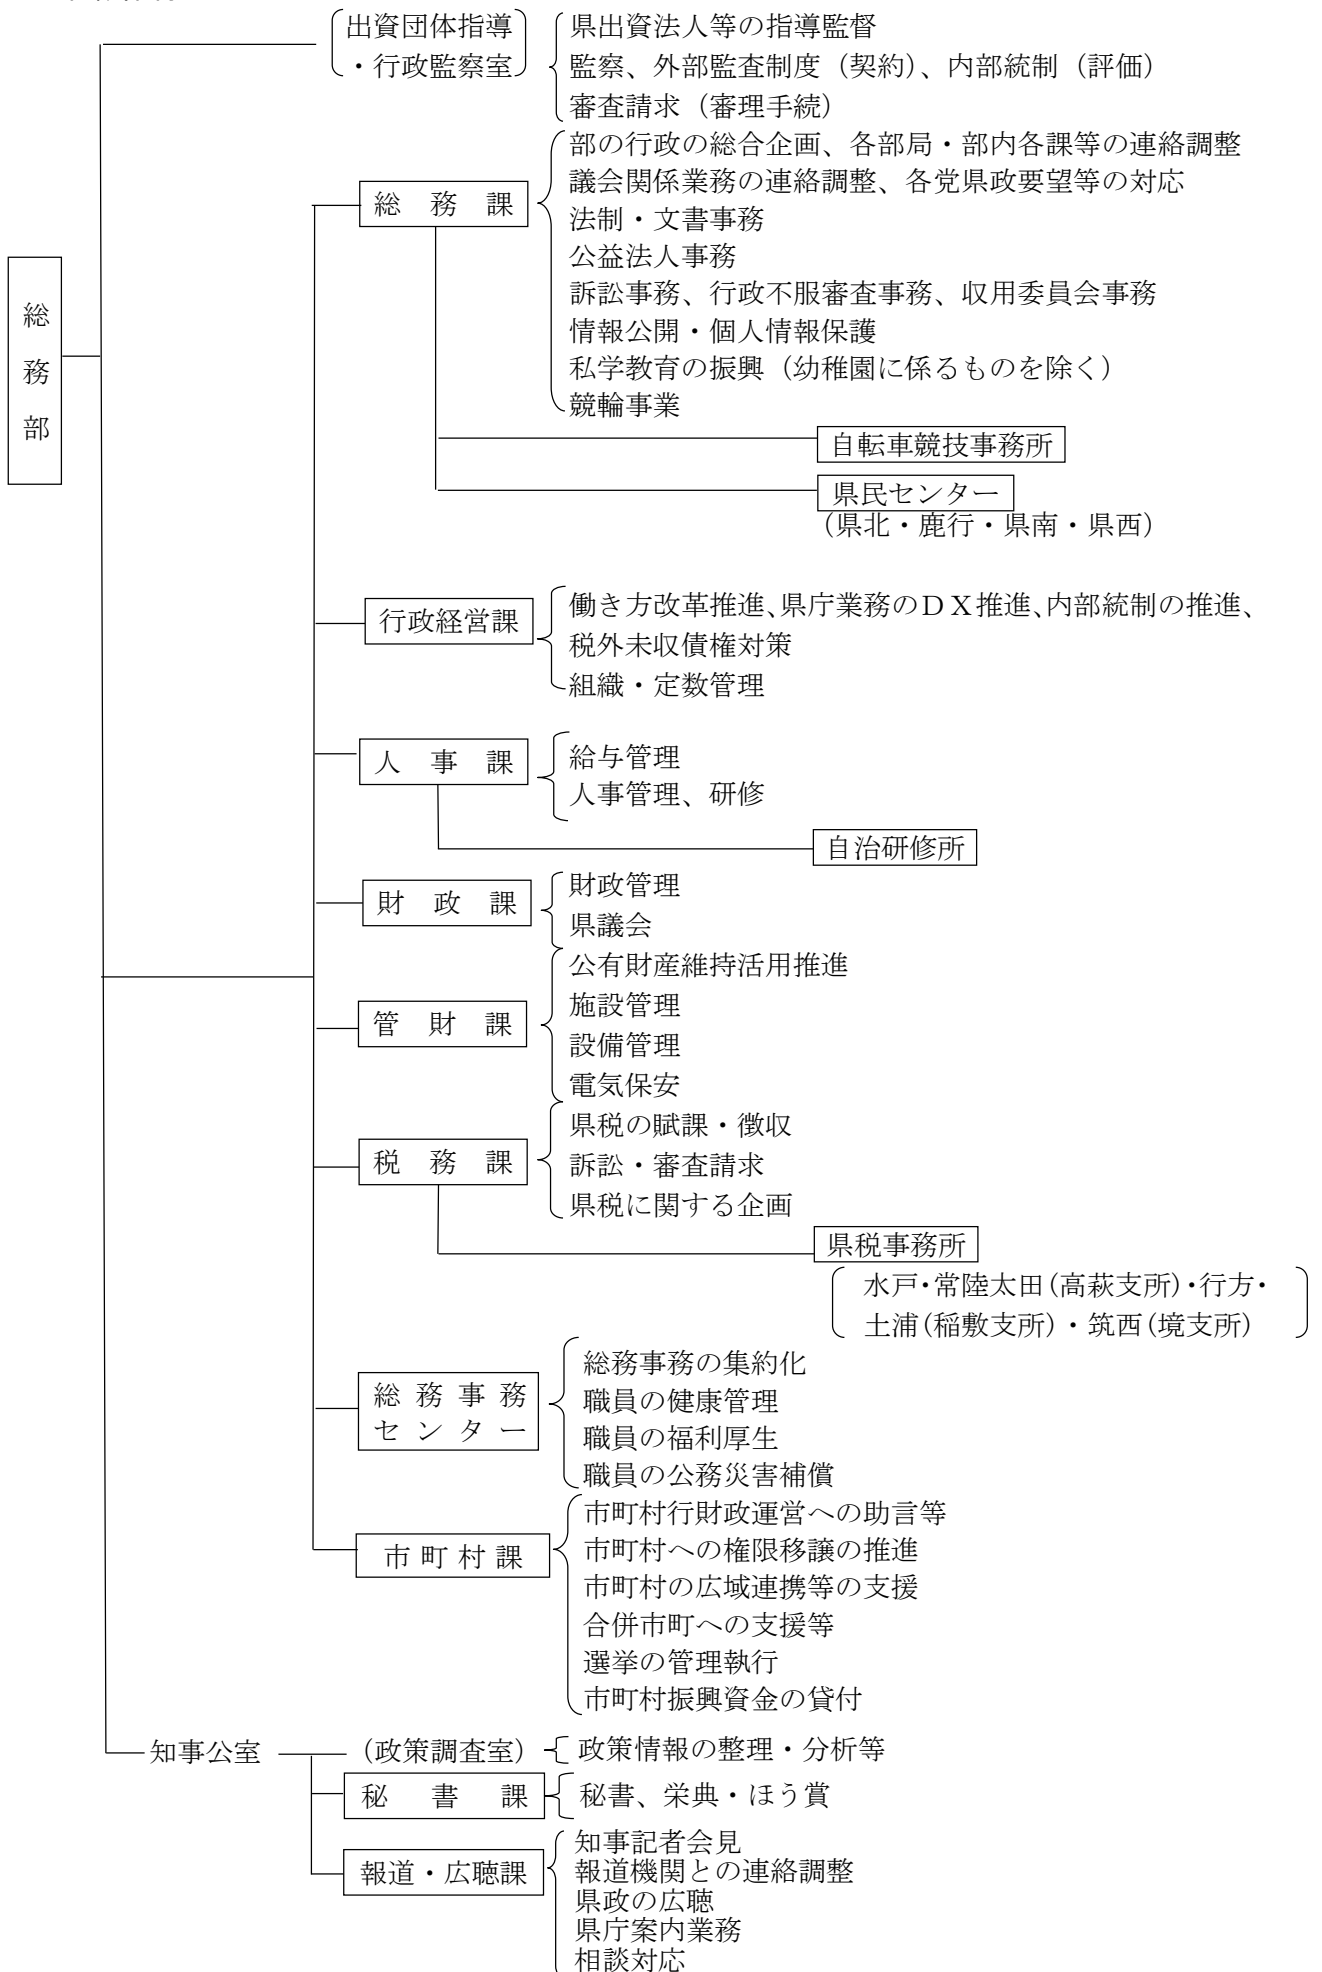 出資団体指導
・行政監察室
県出資法人等の指導監督
監察、外部監査制度（契約）、内部統制（評価）
審査請求（審理手続）
総務部
総務課
部の行政の総合企画、各部局・部内各課等の連絡調整
議会関係業務の連絡調整、各党県政要望等の対応
法制・文書事務
公益法人事務
訴訟事務、行政不服審査事務、収用委員会事務
情報公開・個人情報保護
私学教育の振興（幼稚園に係るものを除く）
競輪事業
自転車競技事務所
県民センター
（県北・鹿行・県南・県西）
行政経営課
働き方改革推進、県庁業務のＤＸ推進、内部統制の推進、
税外未収債権対策
組織・定数管理
人事課
給与管理
人事管理、研修
自治研修所
財政課
財政管理
県議会
管財課
公有財産維持活用推進
施設管理
設備管理
電気保安
税務課
県税の賦課・徴収
訴訟・審査請求
県税に関する企画
県税事務所
水戸・常陸太田（高萩支所）・行方・
土浦（稲敷支所）・筑西（境支所）
総務事務
センター
総務事務の集約化
職員の健康管理
職員の福利厚生
職員の公務災害補償
市町村課
市町村行財政運営への助言等
市町村への権限移譲の推進
市町村の広域連携等の支援
合併市町への支援等
選挙の管理執行
市町村振興資金の貸付
知事公室
（政策調査室）
政策情報の整理・分析等
秘書課
秘書、栄典・ほう賞
報道・広聴課
知事記者会見
報道機関との連絡調整
県政の広聴
県庁案内業務
相談対応